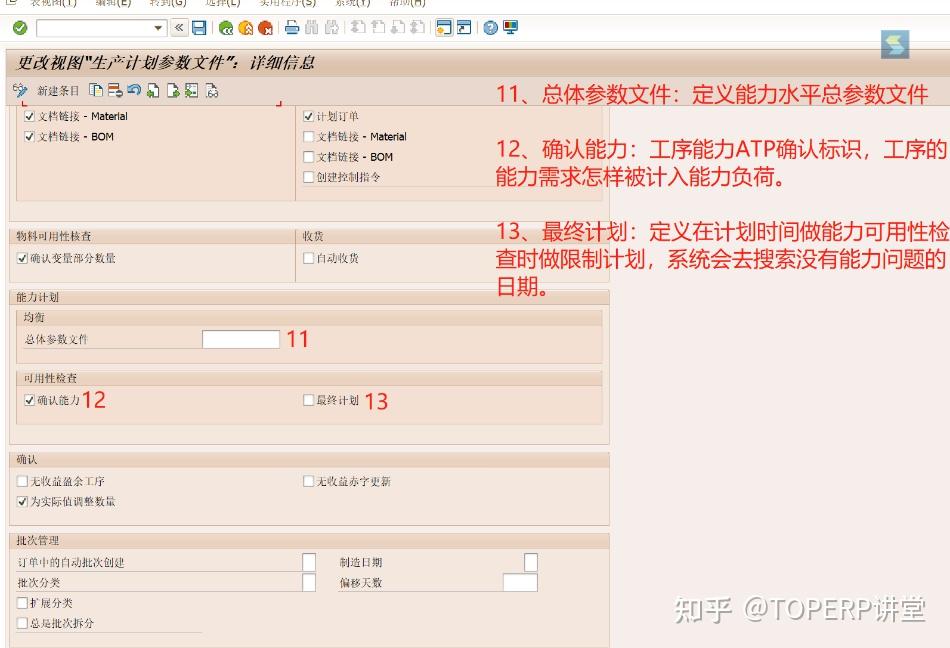 表视图(T) 编辑(E) 转到(G) 选择(L) 实用程序(S) 系统(Y) 帮助(H)
更改视图"生产计划参数文件": 详细信息
新建条目
11、总体参数文件：定义能力水平总参数文件
文档链接 - Material
计划订单
文档链接 - BOM
文档链接 - Material
12、确认能力：工序能力ATP确认标识，工序的
能力需求怎样被计入能力负荷。
文档链接 - BOM
创建控制指令
13、最终计划：定义在计划时间做能力可用性检
查时做限制计划，系统会去搜索没有能力问题的
日期。
物料可用性核查
收货
确认变量部分数量
自动收货
能力计划
均衡
总体参数文件
11
可用性检查
确认能力 12
最终计划 13
确认
无收益盈余工序
无收益赤字更新
为实际值调整数量
批次管理
订单中的自动批次创建
制造日期
批次分类
偏移天数
扩展分类
总是批次拆分
知乎 @TOPERP讲堂